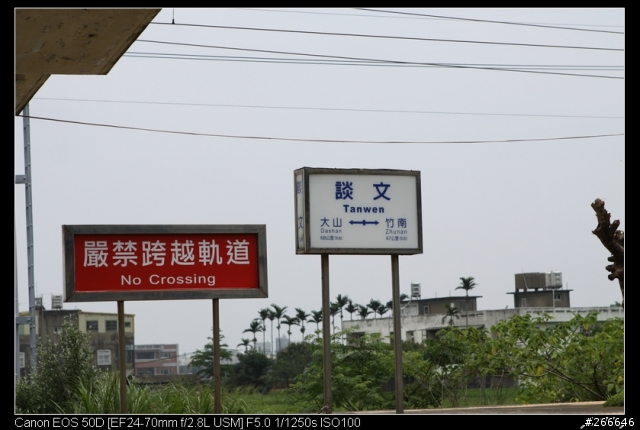 談 文
Tanwen
大山 竹南
Dashan Zhunan
嚴禁跨越軌道
No Crossing
Canon EOS 50D [EF24-70mm f/2.8L USM] F5.0 1/1250s ISO100
#266646